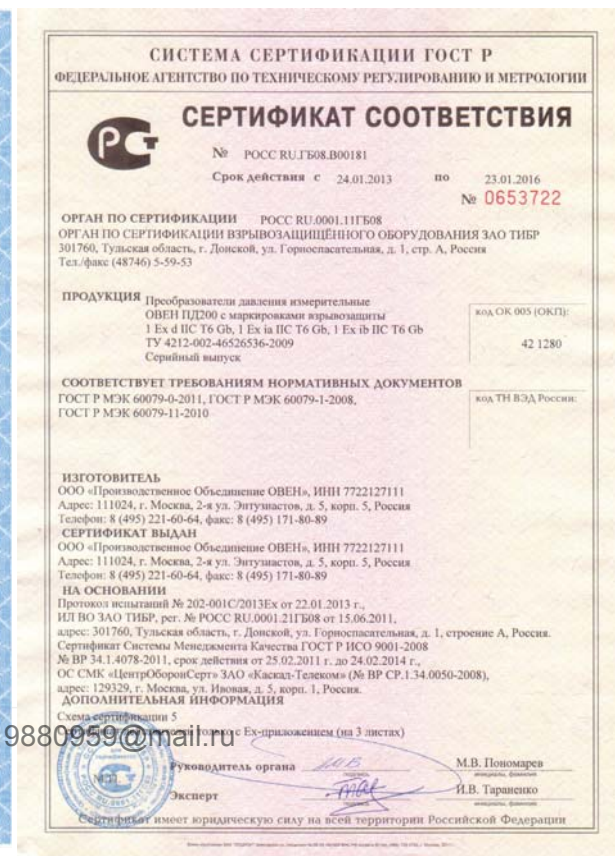 СИСТЕМА СЕРТИФИКАЦИИ ГОСТ Р
ФЕДЕРАЛЬНОЕ АГЕНТСТВО ПО ТЕХНИЧЕСКОМУ РЕГУЛИРОВАНИЮ И МЕТРОЛОГИИ
СЕРТИФИКАТ СООТВЕТСТВИЯ
№ РОСС RU.ГБ08.В00181
Срок действия с 24.01.2013 по 23.01.2016
№ 0653722
ОРГАН ПО СЕРТИФИКАЦИИ РОСС RU.0001.11ГБ08
ОРГАН ПО СЕРТИФИКАЦИИ ВЗРЫВОЗАЩИЩЁННОГО ОБОРУДОВАНИЯ ЗАО ТИБР
301760, Тульская область, г. Донской, ул. Горноспасательная, д. 1, стр. А, Россия
Тел./факс (48746) 5-59-53
ПРОДУКЦИЯ Преобразователи давления измерительные
ОВЕН ПД200 с маркировками взрывозащиты
1 Ex d IIC T6 Gb, 1 Ex ia IIC T6 Gb, 1 Ex ib IIC T6 Gb
ТУ 4212-002-46526536-2009
Серийный выпуск
код ОК 005 (ОКП):
42 1280
СООТВЕТСТВУЕТ ТРЕБОВАНИЯМ НОРМАТИВНЫХ ДОКУМЕНТОВ
ГОСТ Р МЭК 60079-0-2011, ГОСТ Р МЭК 60079-1-2008,
ГОСТ Р МЭК 60079-11-2010
код ТН ВЭД России:
ИЗГОТОВИТЕЛЬ
ООО «Производственное Объединение ОВЕН», ИНН 7722127111
Адрес: 111024, г. Москва, 2-я ул. Энтузиастов, д. 5, корп. 5, Россия
Телефон: 8 (495) 221-60-64, факс: 8 (495) 171-80-89
СЕРТИФИКАТ ВЫДАН
ООО «Производственное Объединение ОВЕН», ИНН 7722127111
Адрес: 111024, г. Москва, 2-я ул. Энтузиастов, д. 5, корп. 5, Россия
Телефон: 8 (495) 221-60-64, факс: 8 (495) 171-80-89
НА ОСНОВАНИИ
Протокол испытаний № 202-001С/2013Ех от 22.01.2013 г.,
ИЛ ВО ЗАО ТИБР, рег. № РОСС RU.0001.21ГБ08 от 15.06.2011,
адрес: 301760, Тульская область, г. Донской, ул. Горноспасательная, д. 1, строение А, Россия.
Сертификат Системы Менеджмента Качества ГОСТ Р ИСО 9001-2008
№ ВР 34.1.4078-2011, срок действия от 25.02.2011 г. до 24.02.2014 г.,
ОС СМК «ЦентрОборонСерт» ЗАО «Каскад-Телеком» (№ ВР СР.1.34.0050-2008),
адрес: 129329, г. Москва, ул. Ивовая, д. 5, корп. 1, Россия.
ДОПОЛНИТЕЛЬНАЯ ИНФОРМАЦИЯ
Схема сертификации 5
только с Ех-приложением (на 3 листах)
9880959@mail.ru
Руководитель органа М.В. Пономарев
подпись инициалы, фамилия
Эксперт И.В. Тараненко
подпись инициалы, фамилия
Сертификат имеет юридическую силу на всей территории Российской Федерации